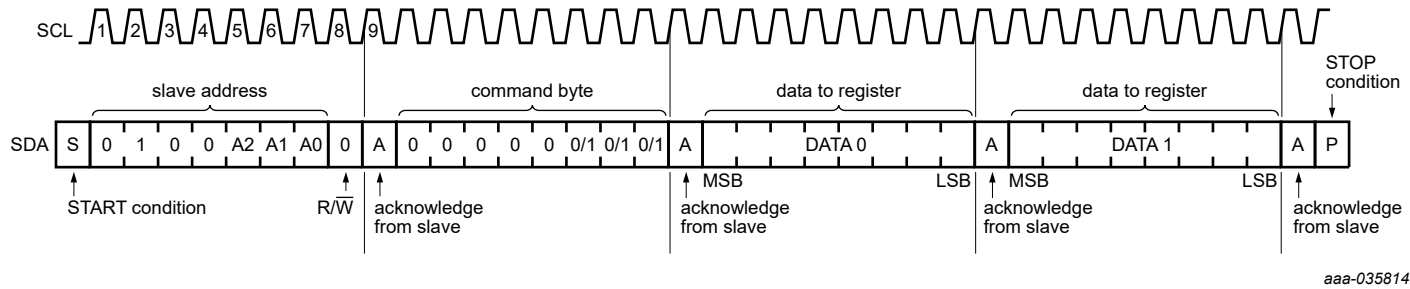 SCL 1 2 3 4 5 6 7 8 9
STOP
condition
slave address command byte data to register data to register
SDA S 0 1 0 0 A2 A1 A0 0 A 0 0 0 0 0 0/1 0/1 0/1 A DATA 0 A DATA 1 A P
MSB LSB MSB LSB
START condition R/W̅ acknowledge acknowledge acknowledge acknowledge
from slave from slave from slave from slave
aaa-035814